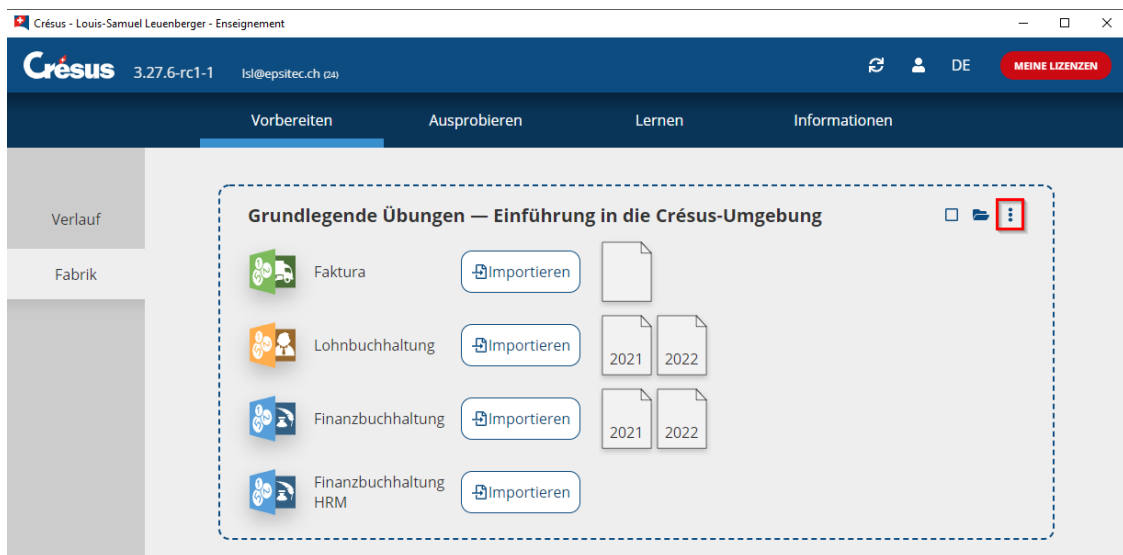 Crésus - Louis-Samuel Leuenberger - Enseignement
Crésus 3.27.6-rc1-1 lsl@epsitec.ch (24) DE MEINE LIZENZEN
Vorbereiten Ausprobieren Lernen Informationen
Verlauf
Fabrik
Grundlegende Übungen — Einführung in die Crésus-Umgebung
Faktura Importieren
Lohnbuchhaltung Importieren 2021 2022
Finanzbuchhaltung Importieren 2021 2022
Finanzbuchhaltung
HRM Importieren